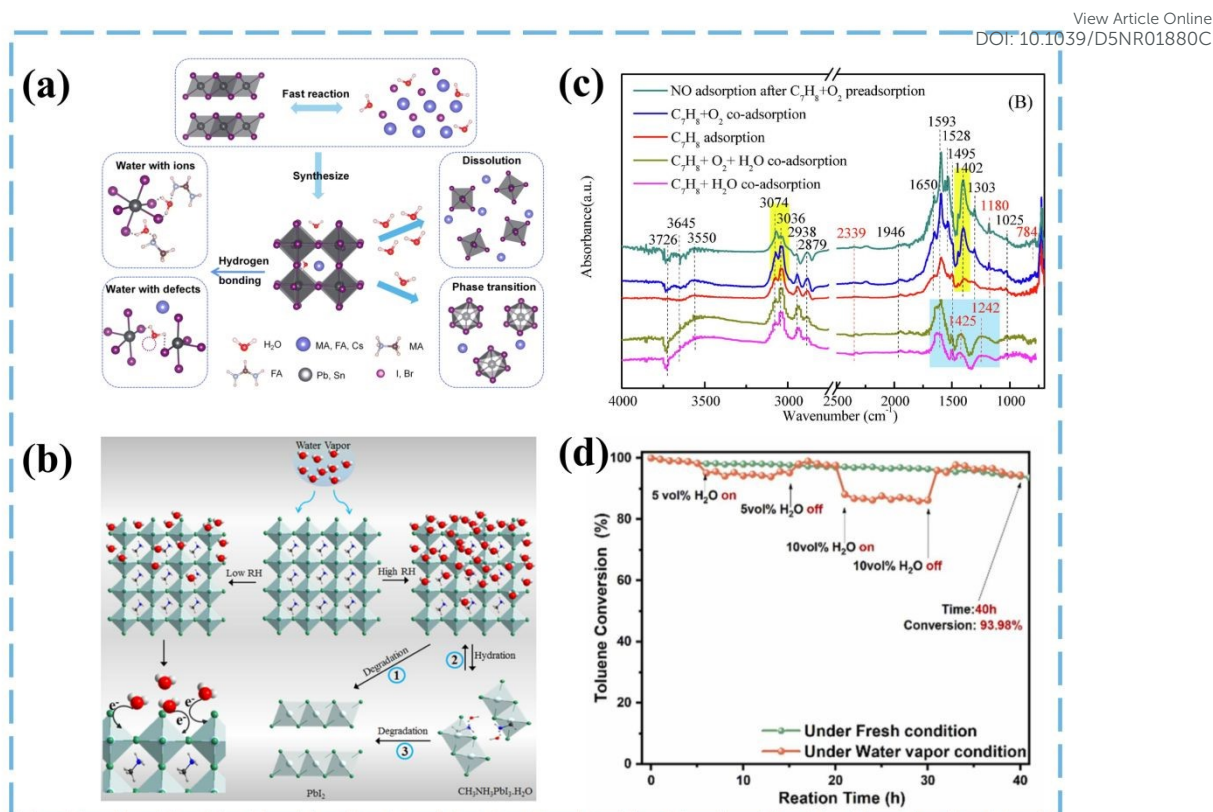 View Article Online
DOI: 10.1039/D5NR01880C
(a)
Fast reaction
Synthesize
Water with ions
Dissolution
Hydrogen
bonding
Water with defects
Phase transition
H₂O
MA, FA, Cs
MA
FA
Pb, Sn
I, Br
(b)
Water Vapor
Low RH
High RH
Degradation
1
2
Hydration
e-
e-
e-
Degradation
3
PbI₂
CH₃NH₃PbI₃.H₂O
(c)
(B)
NO adsorption after C₇H₈+O₂ preadsorption
C₇H₈+O₂ co-adsorption
C₇H₈ adsorption
C₇H₈+ O₂ + H₂O co-adsorption
C₇H₈+ H₂O co-adsorption
1593
1528
1495
1402
1650
1303
1180
1025
784
3074
3036
2938
2879
3645
3726
3550
2339
1946
1242
1425
Absorbance(a.u.)
4000 3500 3000 2500 2000 1500 1000
Wavenumber (cm⁻¹)
(d)
100
80
60
40
20
0
Toluene Conversion (%)
5 vol% H₂O on
5vol% H₂O off
10vol% H₂O on
10vol% H₂O off
Time:40h
Conversion: 93.98%
Under Fresh condition
Under Water vapor condition
0 10 20 30 40
Reation Time (h)